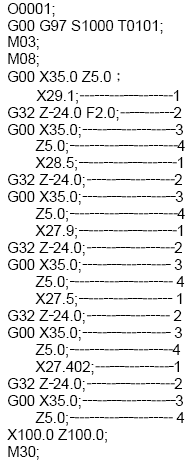 O0001;
G00 G97 S1000 T0101;
M03;
M08;
G00 X35.0 Z5.0；
X29.1;--------------------1
G32 Z-24.0 F2.0;------------2
G00 X35.0;--------------------3
Z5.0;------------------------4
X28.5;----------------------1
G32 Z-24.0;------------------2
G00 X35.0;------------------3
Z5.0;------------------------4
X27.9;----------------------1
G32 Z-24.0;------------------2
G00 X35.0;------------------ 3
Z5.0;---------------------- 4
X27.5;-------------------- 1
G32 Z-24.0;---------------- 2
G00 X35.0;------------------ 3
Z5.0;------------------------4
X27.402;------------------1
G32 Z-24.0;------------------2
G00 X35.0;--------------------3
Z5.0;---------------------- 4
X100.0 Z100.0;
M30;